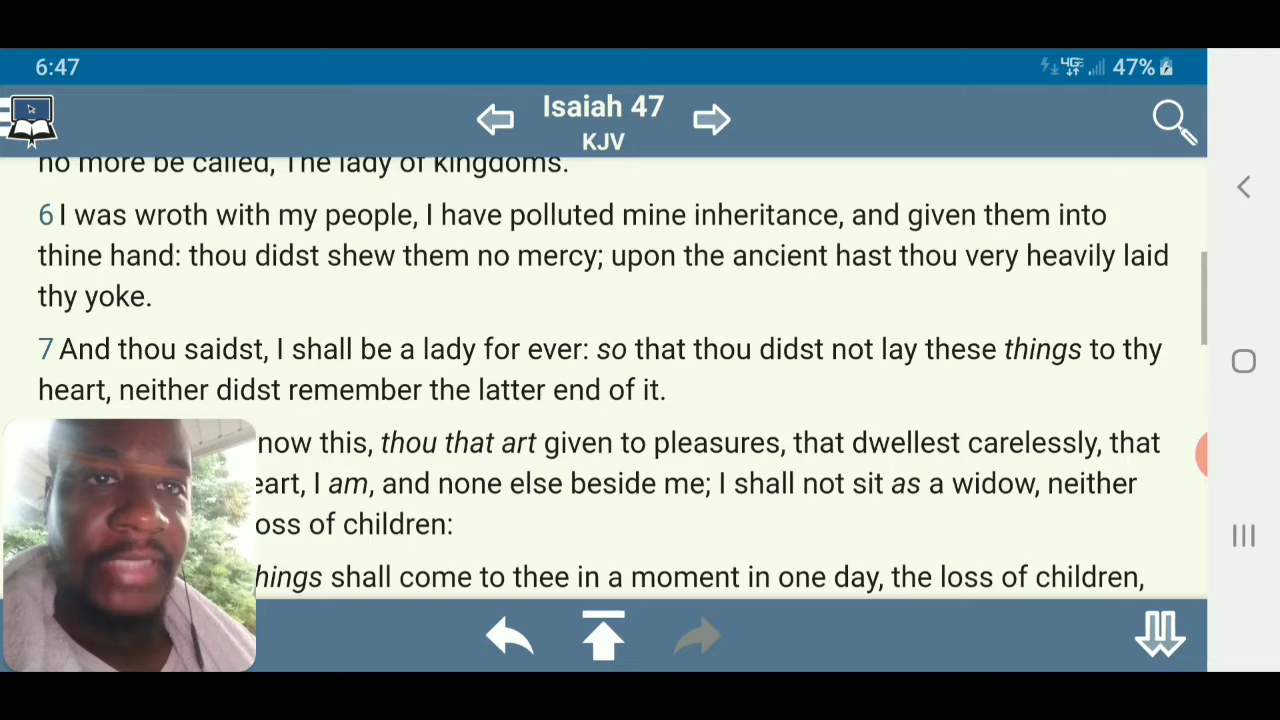 6:47
4G 47%
Isaiah 47
KJV
no more be called, The lady of kingdoms.
6 I was wroth with my people, I have polluted mine inheritance, and given them into
thine hand: thou didst shew them no mercy; upon the ancient hast thou very heavily laid
thy yoke.
7 And thou saidst, I shall be a lady for ever: so that thou didst not lay these things to thy
heart, neither didst remember the latter end of it.
now this, thou that art given to pleasures, that dwellest carelessly, that
eart, I am, and none else beside me; I shall not sit as a widow, neither
oss of children:
hings shall come to thee in a moment in one day, the loss of children,